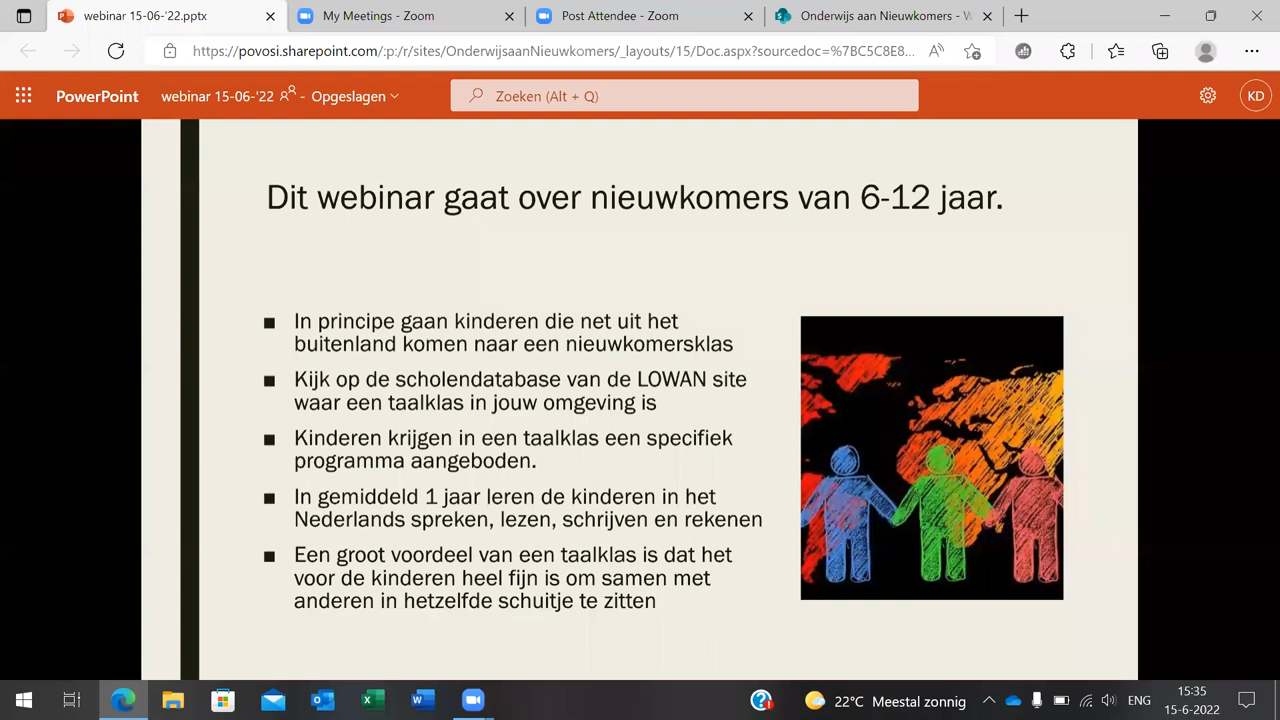 webinar 15-06-'22.pptx
My Meetings - Zoom
Post Attendee - Zoom
Onderwijs aan Nieuwkomers - W
https://povosi.sharepoint.com/:p:/r/sites/OnderwijsaanNieuwkomers/_layouts/15/Doc.aspx?sourcedoc=%7BC5C8E8...
PowerPoint
webinar 15-06-'22 - Opgeslagen
Zoeken (Alt + Q)
KD
Dit webinar gaat over nieuwkomers van 6-12 jaar.
■ In principe gaan kinderen die net uit het
buitenland komen naar een nieuwkomersklas
■ Kijk op de scholendatabase van de LOWAN site
waar een taalklas in jouw omgeving is
■ Kinderen krijgen in een taalklas een specifiek
programma aangeboden.
■ In gemiddeld 1 jaar leren de kinderen in het
Nederlands spreken, lezen, schrijven en rekenen
■ Een groot voordeel van een taalklas is dat het
voor de kinderen heel fijn is om samen met
anderen in hetzelfde schuitje te zitten
22°C Meestal zonnig
ENG
15:35
15-6-2022